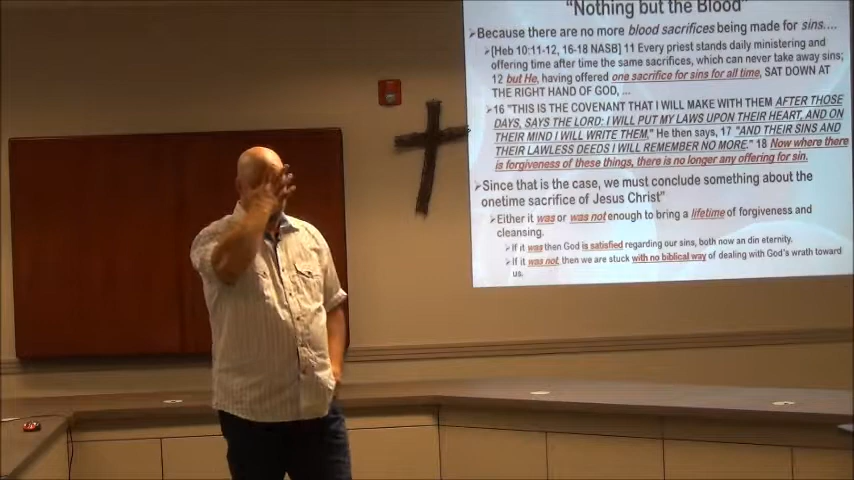 "Nothing but the Blood"
➢Because there are no more blood sacrifices being made for sins....
➢[Heb 10:11-12, 16-18 NASB] 11 Every priest stands daily ministering and
offering time after time the same sacrifices, which can never take away sins;
12 but He, having offered one sacrifice for sins for all time, SAT DOWN AT
THE RIGHT HAND OF GOD, ...
16 "THIS IS THE COVENANT THAT I WILL MAKE WITH THEM AFTER THOSE
DAYS, SAYS THE LORD: I WILL PUT MY LAWS UPON THEIR HEART, AND ON
THEIR MIND I WILL WRITE THEM," He then says, 17 "AND THEIR SINS AND
THEIR LAWLESS DEEDS I WILL REMEMBER NO MORE." 18 Now where there
is forgiveness of these things, there is no longer any offering for sin.
➢Since that is the case, we must conclude something about the
onetime sacrifice of Jesus Christ"
➢Either it was or was not enough to bring a lifetime of forgiveness and
cleansing.
➢If it was then God is satisfied regarding our sins, both now and in eternity.
➢If it was not then we are stuck with no biblical way of dealing with God's wrath toward
us.